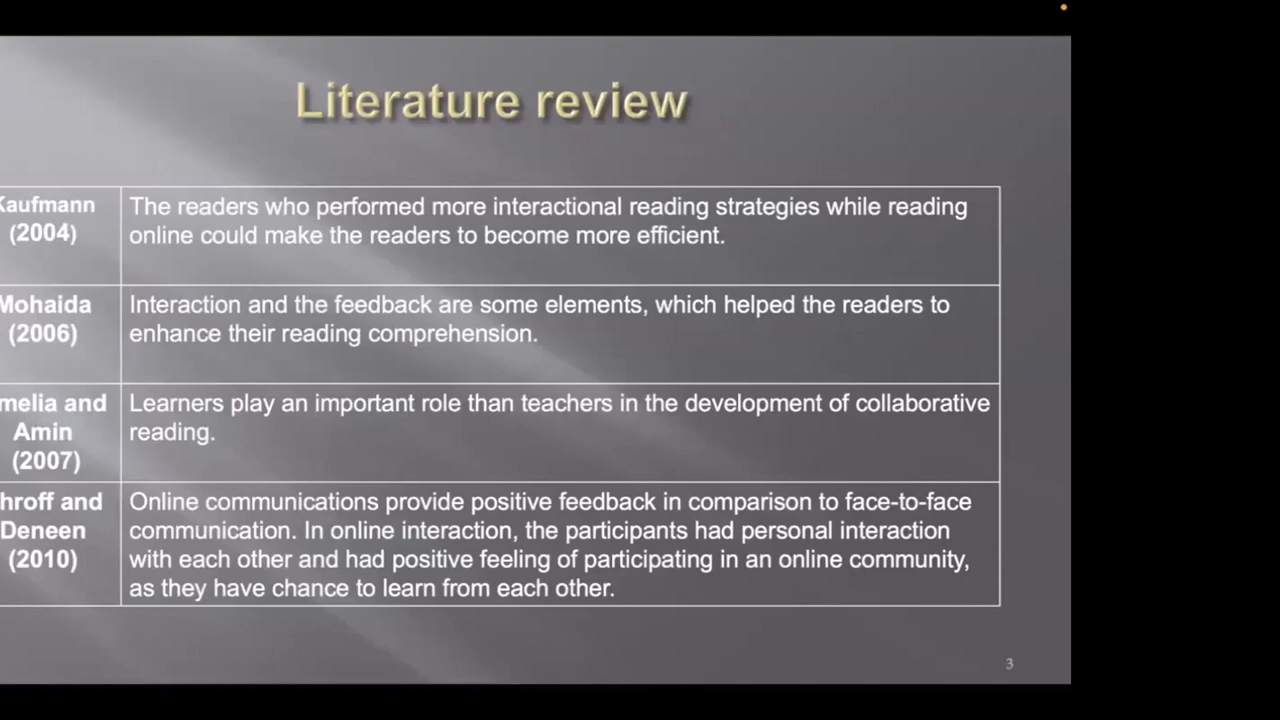 Literature review
Kaufmann
(2004)
The readers who performed more interactional reading strategies while reading
online could make the readers to become more efficient.
Mohaida
(2006)
Interaction and the feedback are some elements, which helped the readers to
enhance their reading comprehension.
melia and
Amin
(2007)
Learners play an important role than teachers in the development of collaborative
reading.
hroff and
Deneen
(2010)
Online communications provide positive feedback in comparison to face-to-face
communication. In online interaction, the participants had personal interaction
with each other and had positive feeling of participating in an online community,
as they have chance to learn from each other.
3